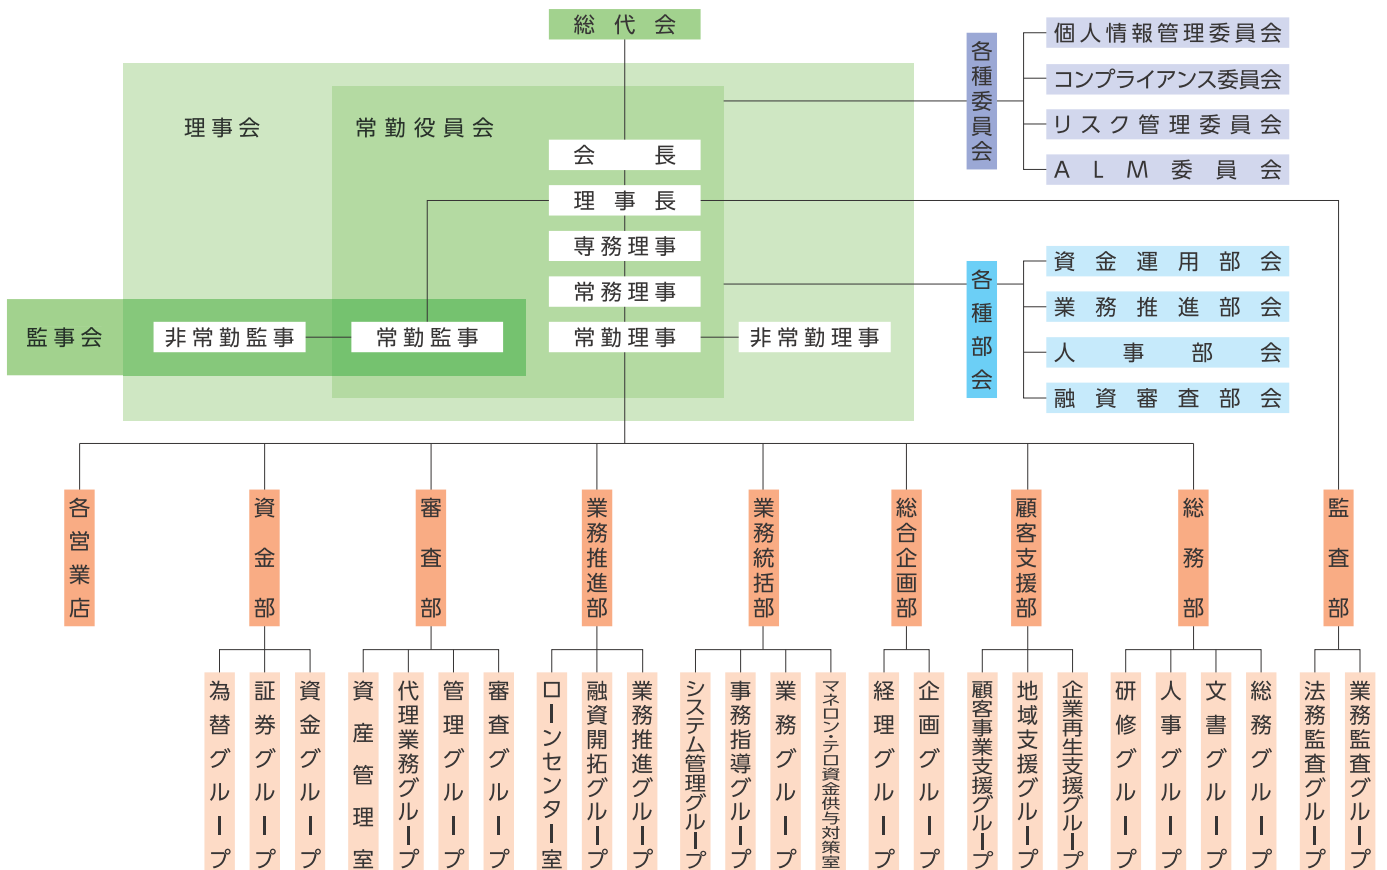 総代会
理事会
常勤役員会
会長
理事長
専務理事
常務理事
常勤理事
非常勤理事
監事会
非常勤監事
常勤監事
各種委員会
個人情報管理委員会
コンプライアンス委員会
リスク管理委員会
ALM委員会
各種部会
資金運用部会
業務推進部会
人事部会
融資審査部会
各営業店
資金部
審査部
業務推進部
業務統括部
総合企画部
顧客支援部
総務部
監査部
為替グループ
証券グループ
資金グループ
資産管理室
代理業務グループ
管理グループ
審査グループ
ローンセンター室
融資開拓グループ
業務推進グループ
システム管理グループ
事務指導グループ
業務グループ
マネロン・テロ資金供与対策室
経理グループ
企画グループ
顧客事業支援グループ
地域支援グループ
企業再生支援グループ
研修グループ
人事グループ
文書グループ
総務グループ
法務監査グループ
業務監査グループ